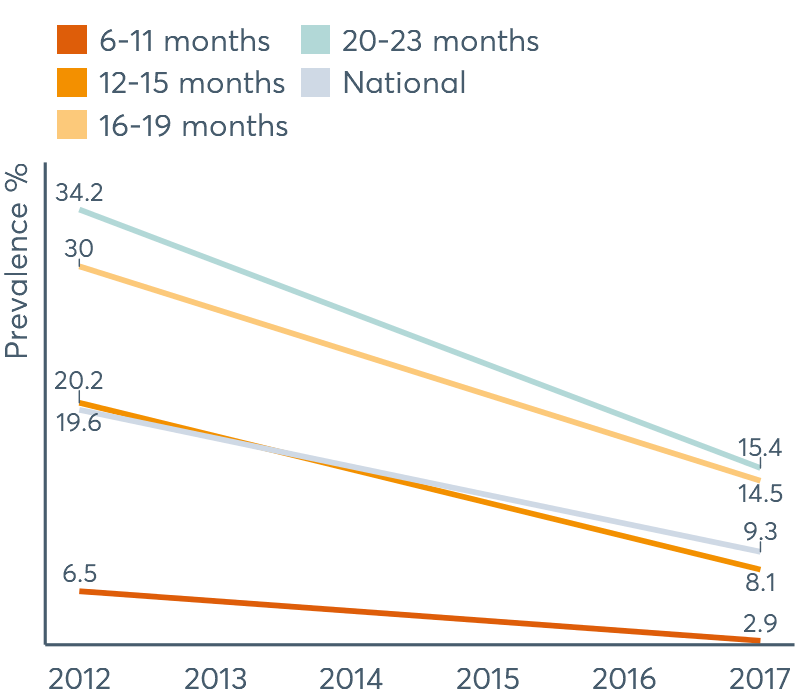 6-11 months
20-23 months
12-15 months
National
16-19 months
Prevalence %
34.2
30
20.2
19.6
6.5
15.4
14.5
9.3
8.1
2.9
2012 2013 2014 2015 2016 2017